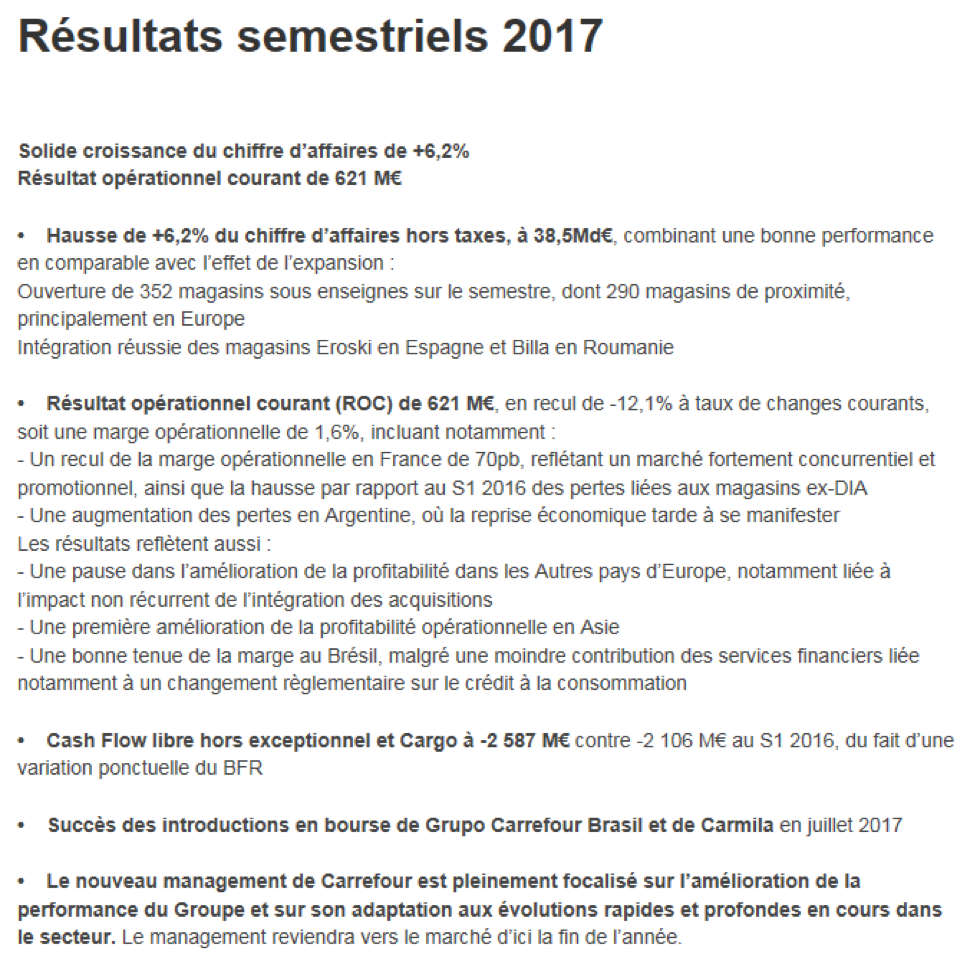 Résultats semestriels 2017
Solide croissance du chiffre d’affaires de +6,2%
Résultat opérationnel courant de 621 M€
• Hausse de +6,2% du chiffre d’affaires hors taxes, à 38,5Md€, combinant une bonne performance
en comparable avec l’effet de l’expansion :
Ouverture de 352 magasins sous enseignes sur le semestre, dont 290 magasins de proximité,
principalement en Europe
Intégration réussie des magasins Eroski en Espagne et Billa en Roumanie
• Résultat opérationnel courant (ROC) de 621 M€, en recul de -12,1% à taux de changes courants,
soit une marge opérationnelle de 1,6%, incluant notamment :
- Un recul de la marge opérationnelle en France de 70pb, reflétant un marché fortement concurrentiel et
promotionnel, ainsi que la hausse par rapport au S1 2016 des pertes liées aux magasins ex-DIA
- Une augmentation des pertes en Argentine, où la reprise économique tarde à se manifester
Les résultats reflètent aussi :
- Une pause dans l’amélioration de la profitabilité dans les Autres pays d’Europe, notamment liée à
l’impact non récurrent de l’intégration des acquisitions
- Une première amélioration de la profitabilité opérationnelle en Asie
- Une bonne tenue de la marge au Brésil, malgré une moindre contribution des services financiers liée
notamment à un changement règlementaire sur le crédit à la consommation
• Cash Flow libre hors exceptionnel et Cargo à -2 587 M€ contre -2 106 M€ au S1 2016, du fait d’une
variation ponctuelle du BFR
• Succès des introductions en bourse de Grupo Carrefour Brasil et de Carmila en juillet 2017
• Le nouveau management de Carrefour est pleinement focalisé sur l’amélioration de la
performance du Groupe et sur son adaptation aux évolutions rapides et profondes en cours dans
le secteur. Le management reviendra vers le marché d’ici la fin de l’année.